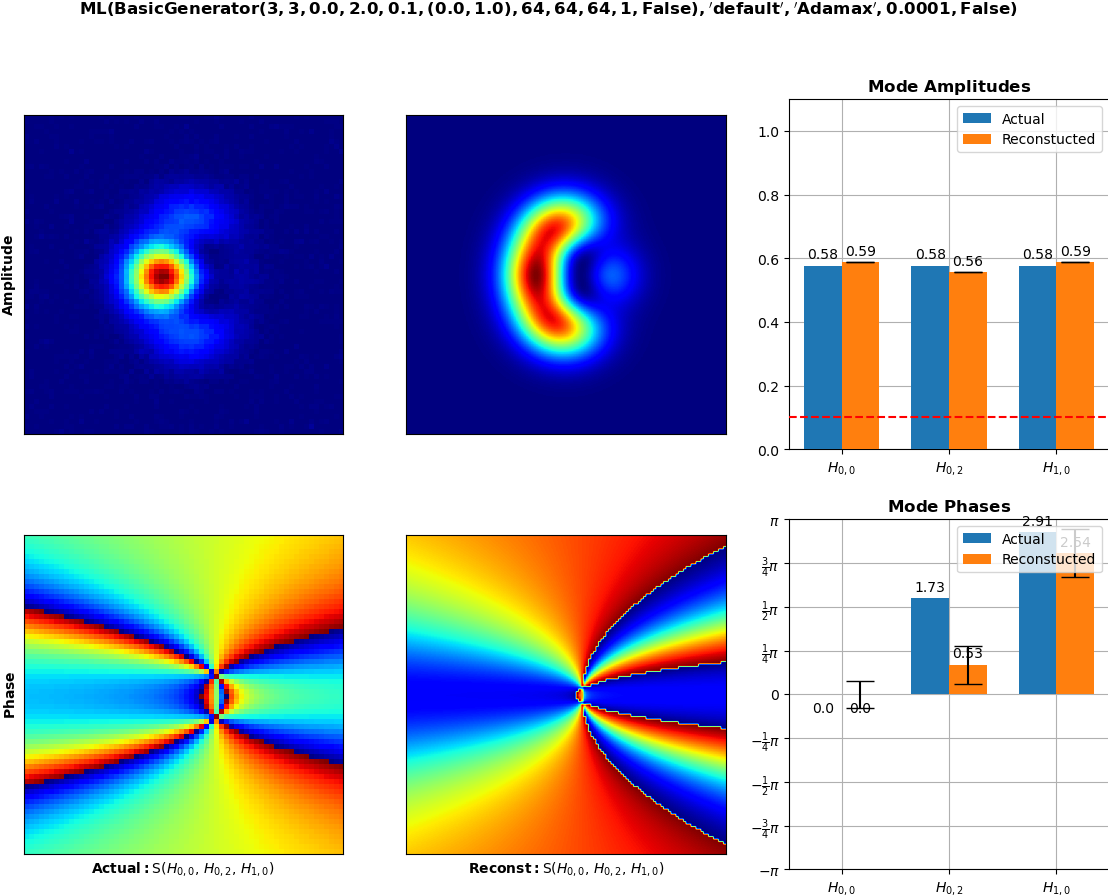 ML(BasicGenerator(3, 3, 0.0, 2.0, 0.1, (0.0, 1.0), 64, 64, 64, 1, False), 'default', 'Adamax', 0.0001, False)
Amplitude
Mode Amplitudes
Actual
Reconstucted
1.0
0.8
0.6
0.4
0.2
0.0
0.58 0.59
0.58 0.56
0.58 0.59
H0,0 H0,2 H1,0
Phase
Actual: S(H0,0, H0,2, H1,0)
Reconst: S(H0,0, H0,2, H1,0)
Mode Phases
Actual
Reconstucted
π
3/4π
1/2π
1/4π
0
−1/4π
−1/2π
−3/4π
−π
0.0 0.0
1.73 0.53
2.91 2.54
H0,0 H0,2 H1,0